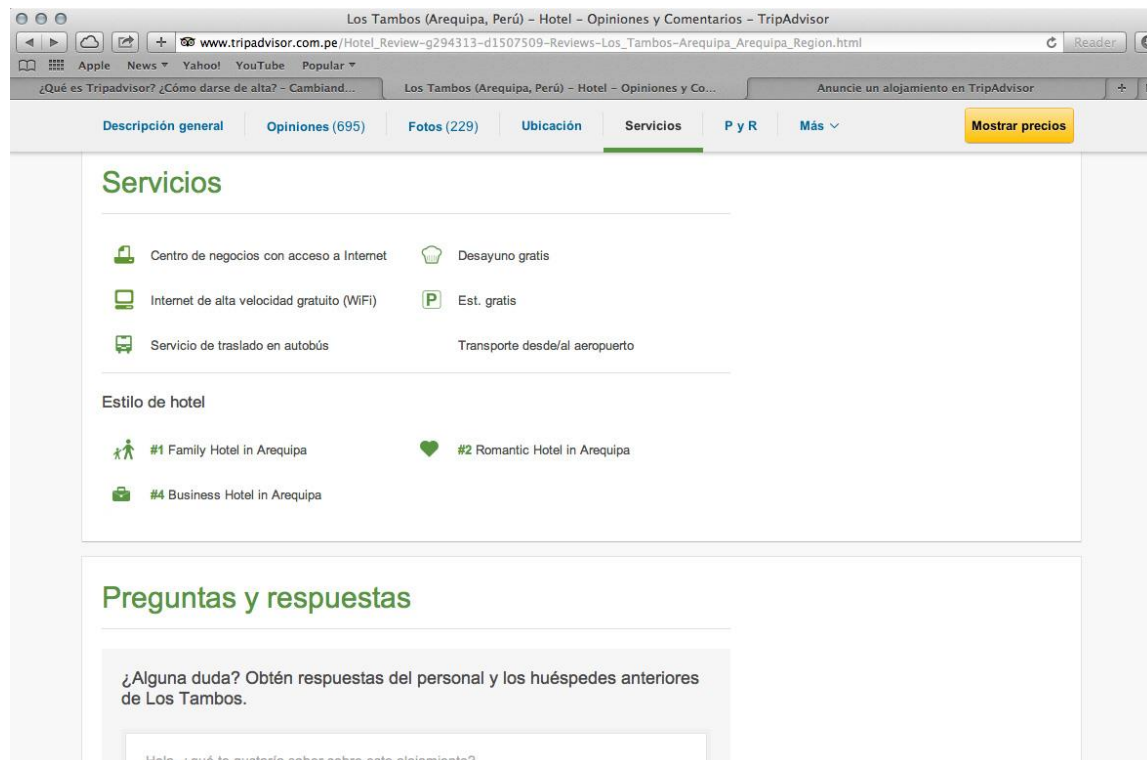 Los Tambos (Arequipa, Perú) – Hotel – Opiniones y Comentarios – TripAdvisor
www.tripadvisor.com.pe/Hotel_Review-g294313-d1507509-Reviews-Los_Tambos-Arequipa_Arequipa_Region.html
Reader
Apple News Yahoo! YouTube Popular
¿Qué es Tripadvisor? ¿Cómo darse de alta? – Cambiand... Los Tambos (Arequipa, Perú) – Hotel – Opiniones y Co... Anuncie un alojamiento en TripAdvisor
Descripción general Opiniones (695) Fotos (229) Ubicación Servicios P y R Más Mostrar precios
Servicios
Centro de negocios con acceso a Internet Desayuno gratis
Internet de alta velocidad gratuito (WiFi) P Est. gratis
Servicio de traslado en autobús Transporte desde/al aeropuerto
Estilo de hotel
#1 Family Hotel in Arequipa #2 Romantic Hotel in Arequipa
#4 Business Hotel in Arequipa
Preguntas y respuestas
¿Alguna duda? Obtén respuestas del personal y los huéspedes anteriores
de Los Tambos.